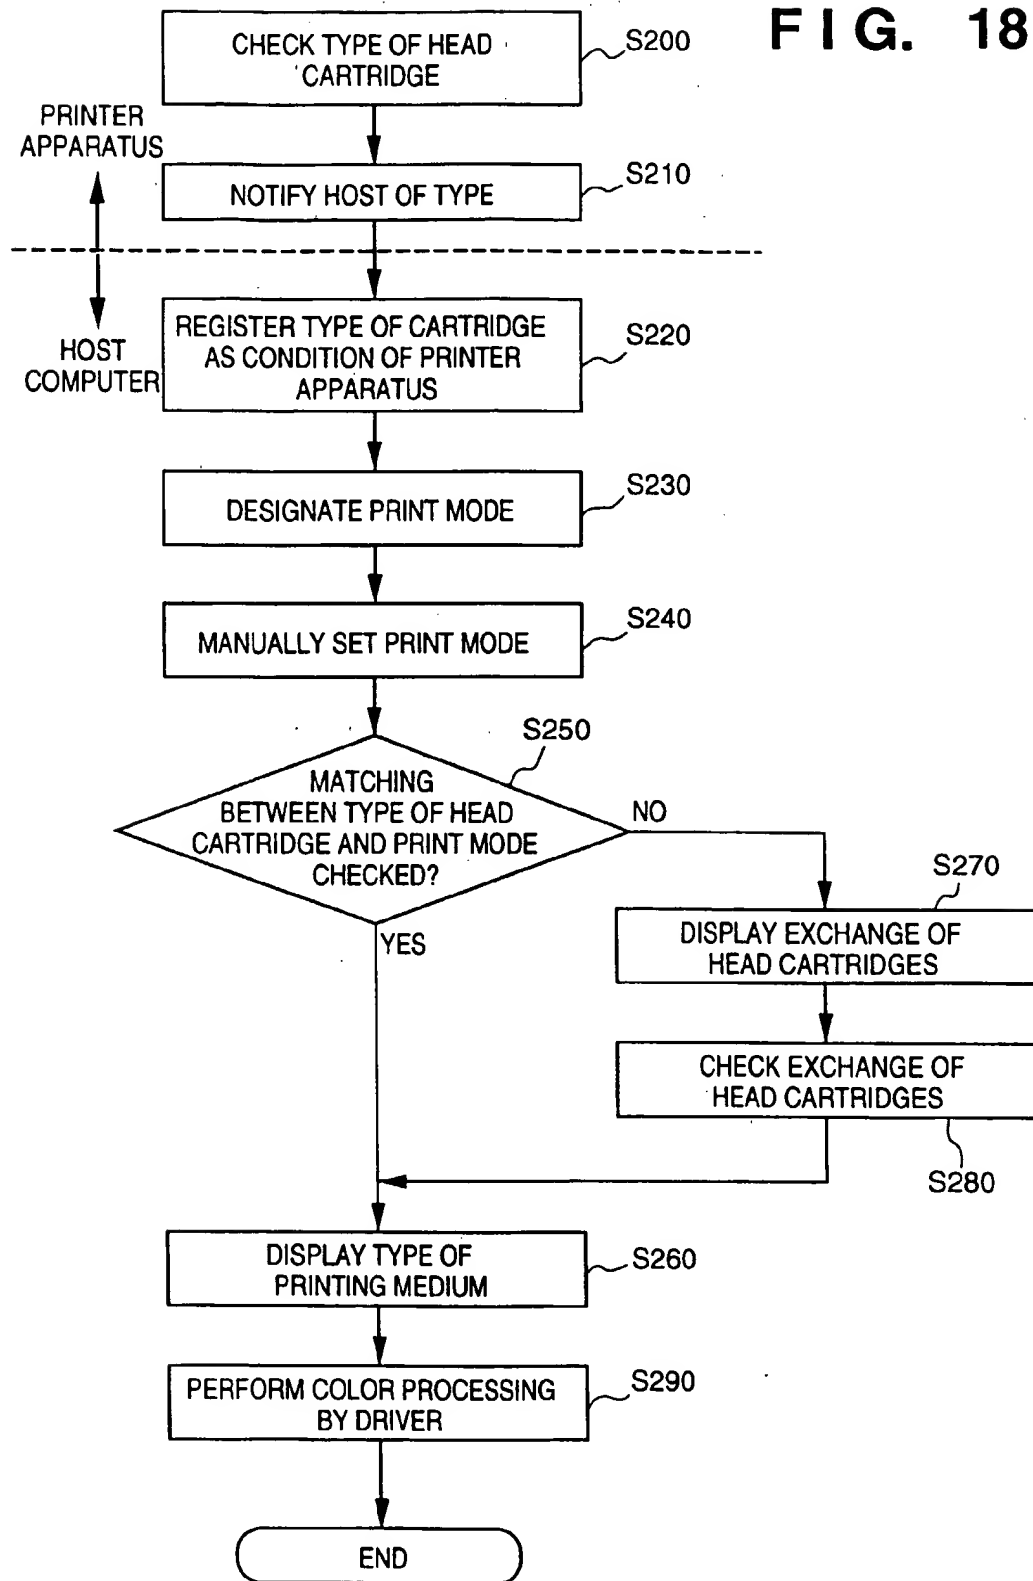 FIG. 18
CHECK TYPE OF HEAD
CARTRIDGE
S200
PRINTER
APPARATUS
NOTIFY HOST OF TYPE
S210
HOST
COMPUTER
REGISTER TYPE OF CARTRIDGE
AS CONDITION OF PRINTER
APPARATUS
S220
DESIGNATE PRINT MODE
S230
MANUALLY SET PRINT MODE
S240
S250
MATCHING
BETWEEN TYPE OF HEAD
CARTRIDGE AND PRINT MODE
CHECKED?
NO
YES
S270
DISPLAY EXCHANGE OF
HEAD CARTRIDGES
CHECK EXCHANGE OF
HEAD CARTRIDGES
S280
DISPLAY TYPE OF
PRINTING MEDIUM
S260
PERFORM COLOR PROCESSING
BY DRIVER
S290
END